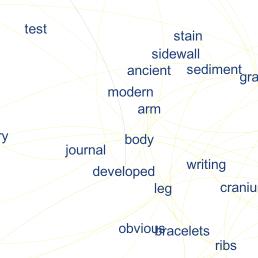 test
stain
sidewall
ancient sediment
gra
modern
arm
ry
body
journal
developed
writing
leg
craniu
obvious
bracelets
ribs